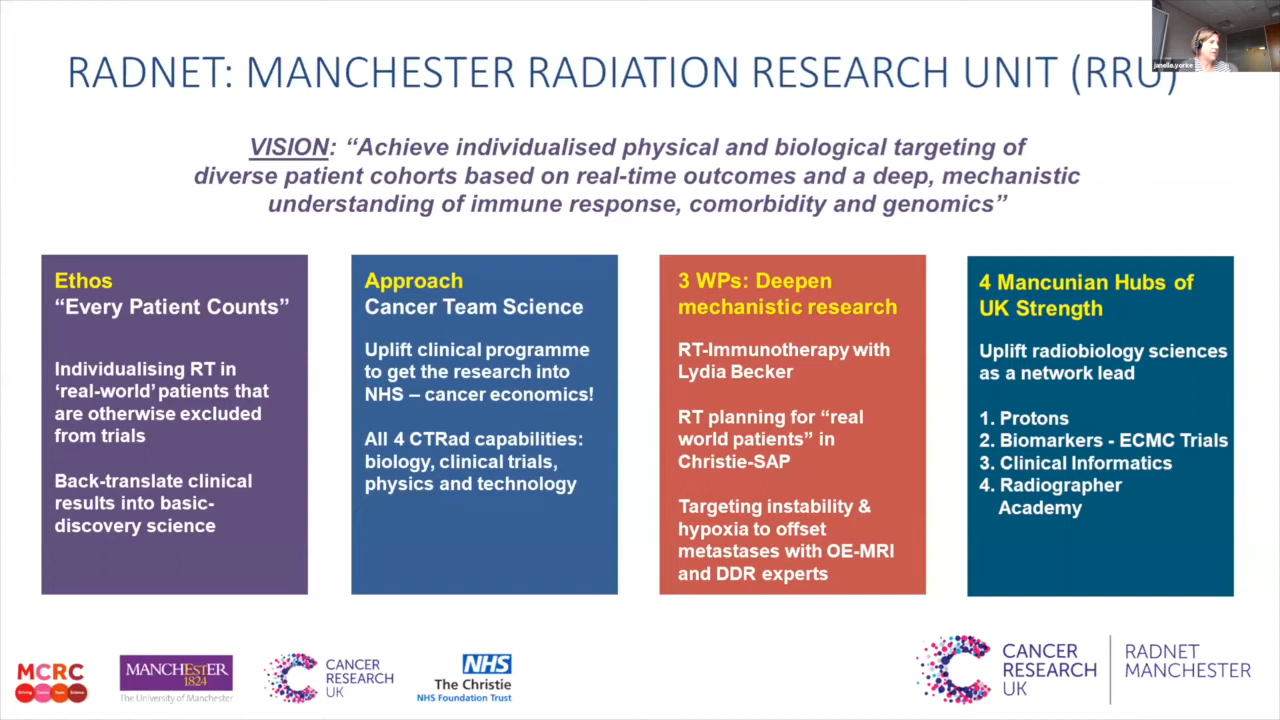 RADNET: MANCHESTER RADIATION RESEARCH UNIT (RRU)
janelle.yorke
VISION: “Achieve individualised physical and biological targeting of
diverse patient cohorts based on real-time outcomes and a deep, mechanistic
understanding of immune response, comorbidity and genomics”
Ethos
“Every Patient Counts”
Individualising RT in
‘real-world’ patients that
are otherwise excluded
from trials
Back-translate clinical
results into basic-
discovery science
Approach
Cancer Team Science
Uplift clinical programme
to get the research into
NHS – cancer economics!
All 4 CTRad capabilities:
biology, clinical trials,
physics and technology
3 WPs: Deepen
mechanistic research
RT-Immunotherapy with
Lydia Becker
RT planning for “real
world patients” in
Christie-SAP
Targeting instability &
hypoxia to offset
metastases with OE-MRI
and DDR experts
4 Mancunian Hubs of
UK Strength
Uplift radiobiology sciences
as a network lead
1. Protons
2. Biomarkers - ECMC Trials
3. Clinical Informatics
4. Radiographer
Academy
MCRC
Driving Cancer Team Science
MANCHESTER
1824
The University of Manchester
CANCER
RESEARCH
UK
NHS
The Christie
NHS Foundation Trust
CANCER
RESEARCH
UK
RADNET
MANCHESTER